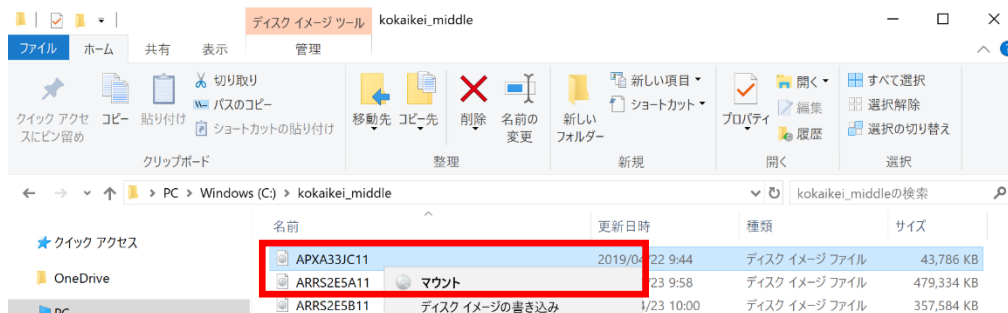 ディスク イメージ ツール kokaikei_middle
ファイル ホーム 共有 表示 管理
クイック アクセスにピン留め
コピー
貼り付け
切り取り
パスのコピー
ショートカットの貼り付け
クリップボード
移動先 コピー先 削除 名前の変更
整理
新しいフォルダー
新しい項目
ショートカット
新規
プロパティ
開く
編集
履歴
開く
すべて選択
選択解除
選択の切り替え
選択
PC > Windows (C:) > kokaikei_middle
kokaikei_middleの検索
名前 更新日時 種類 サイズ
クイック アクセス
OneDrive
PC
APXA33JC11 2019/04/22 9:44 ディスク イメージ ファイル 43,786 KB
ARRS2E5A11 /23 9:58 ディスク イメージ ファイル 479,334 KB
ARRS2E5B11 /23 10:00 ディスク イメージ ファイル 357,584 KB
マウント
ディスク イメージの書き込み